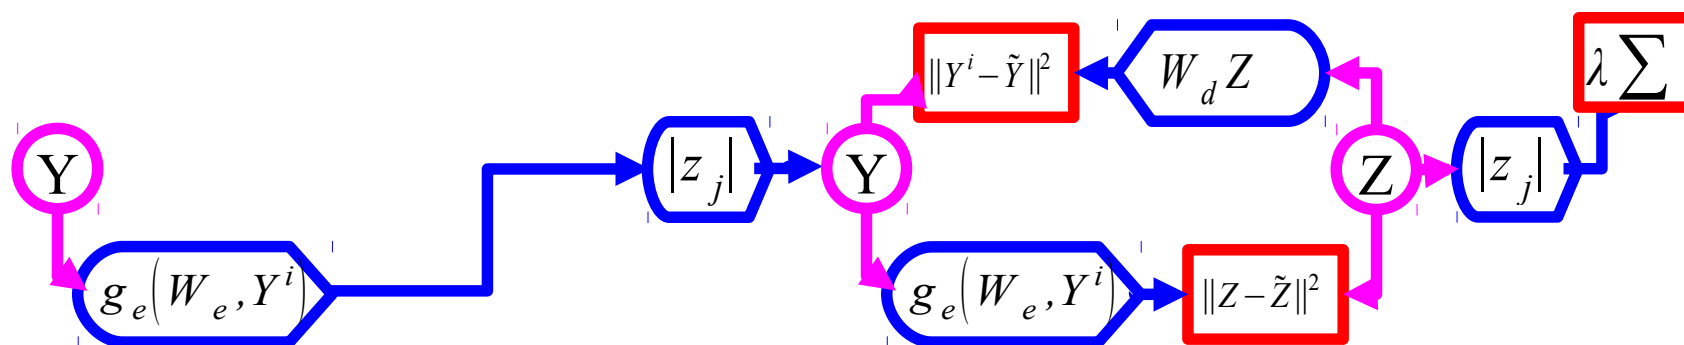 ‖Y^i − Ỹ‖²
W_d Z
λ ∑
Y
|z_j|
Y
Z
|z_j|
g_e(W_e, Y^i)
g_e(W_e, Y^i)
‖Z − Z̃‖²